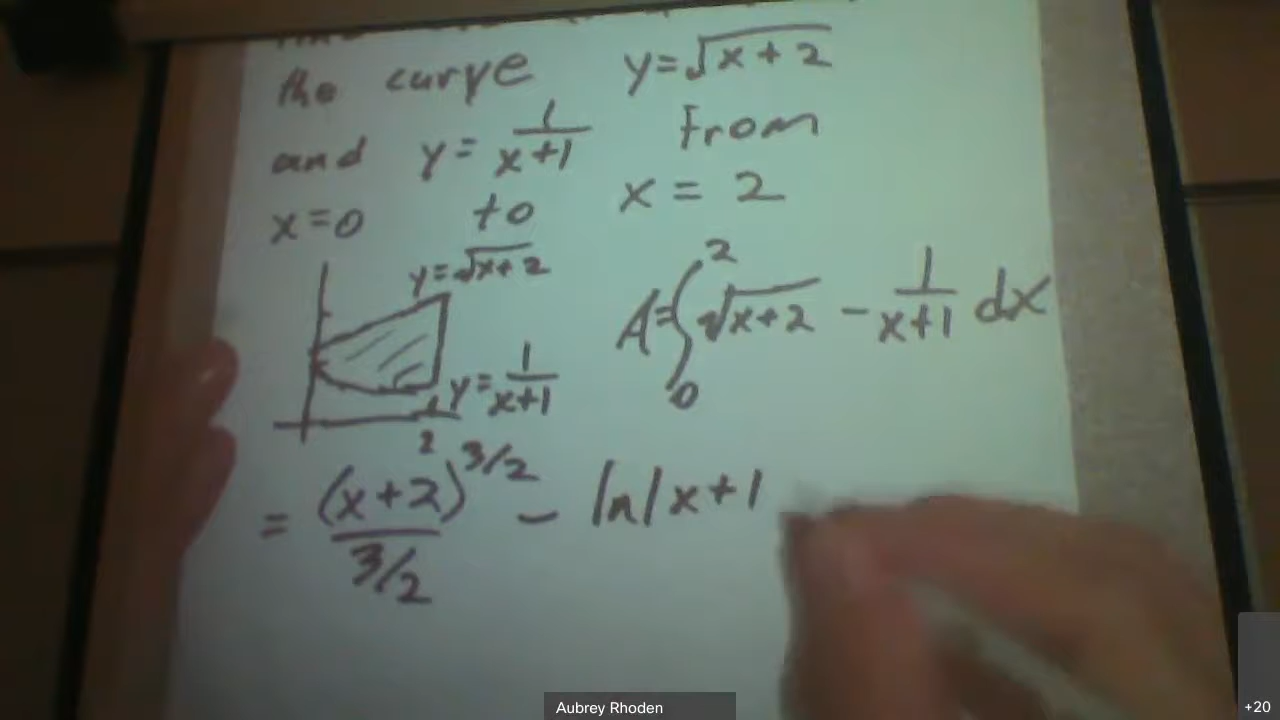 the curve y=√x+2
and y= 1/x+1 from
x=0 to x = 2
y=√x+2
A=∫₀² √x+2 - 1/x+1 dx
y= 1/x+1
2
= (x+2)^3/2 / 3/2 - ln|x+1
Aubrey Rhoden
+20